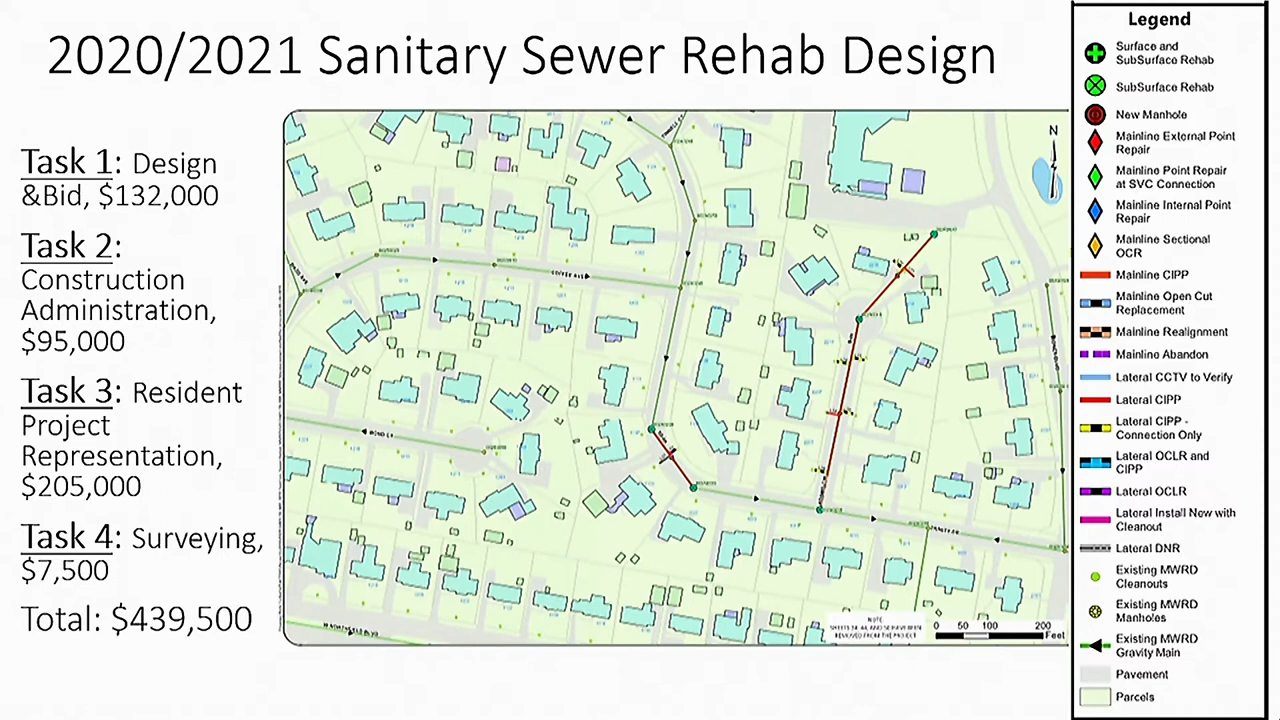 2020/2021 Sanitary Sewer Rehab Design
Task 1: Design
&Bid, $132,000
Task 2:
Construction
Administration,
$95,000
Task 3: Resident
Project
Representation,
$205,000
Task 4: Surveying,
$7,500
Total: $439,500
N
NOTE
0 50 100 200
Feet
Legend
Surface and
SubSurface Rehab
SubSurface Rehab
New Manhole
Mainline External Point
Repair
Mainline Point Repair
at SVC Connection
Mainline Internal Point
Repair
Mainline Sectional
OCR
Mainline CIPP
Mainline Open Cut
Replacement
Mainline Realignment
Mainline Abandon
Lateral CCTV to Verify
Lateral CIPP
Lateral CIPP -
Connection Only
Lateral OCLR and
CIPP
Lateral OCLR
Lateral Install New with
Cleanout
Lateral DNR
Existing MWRD
Cleanouts
Existing MWRD
Manholes
Existing MWRD
Gravity Main
Pavement
Parcels